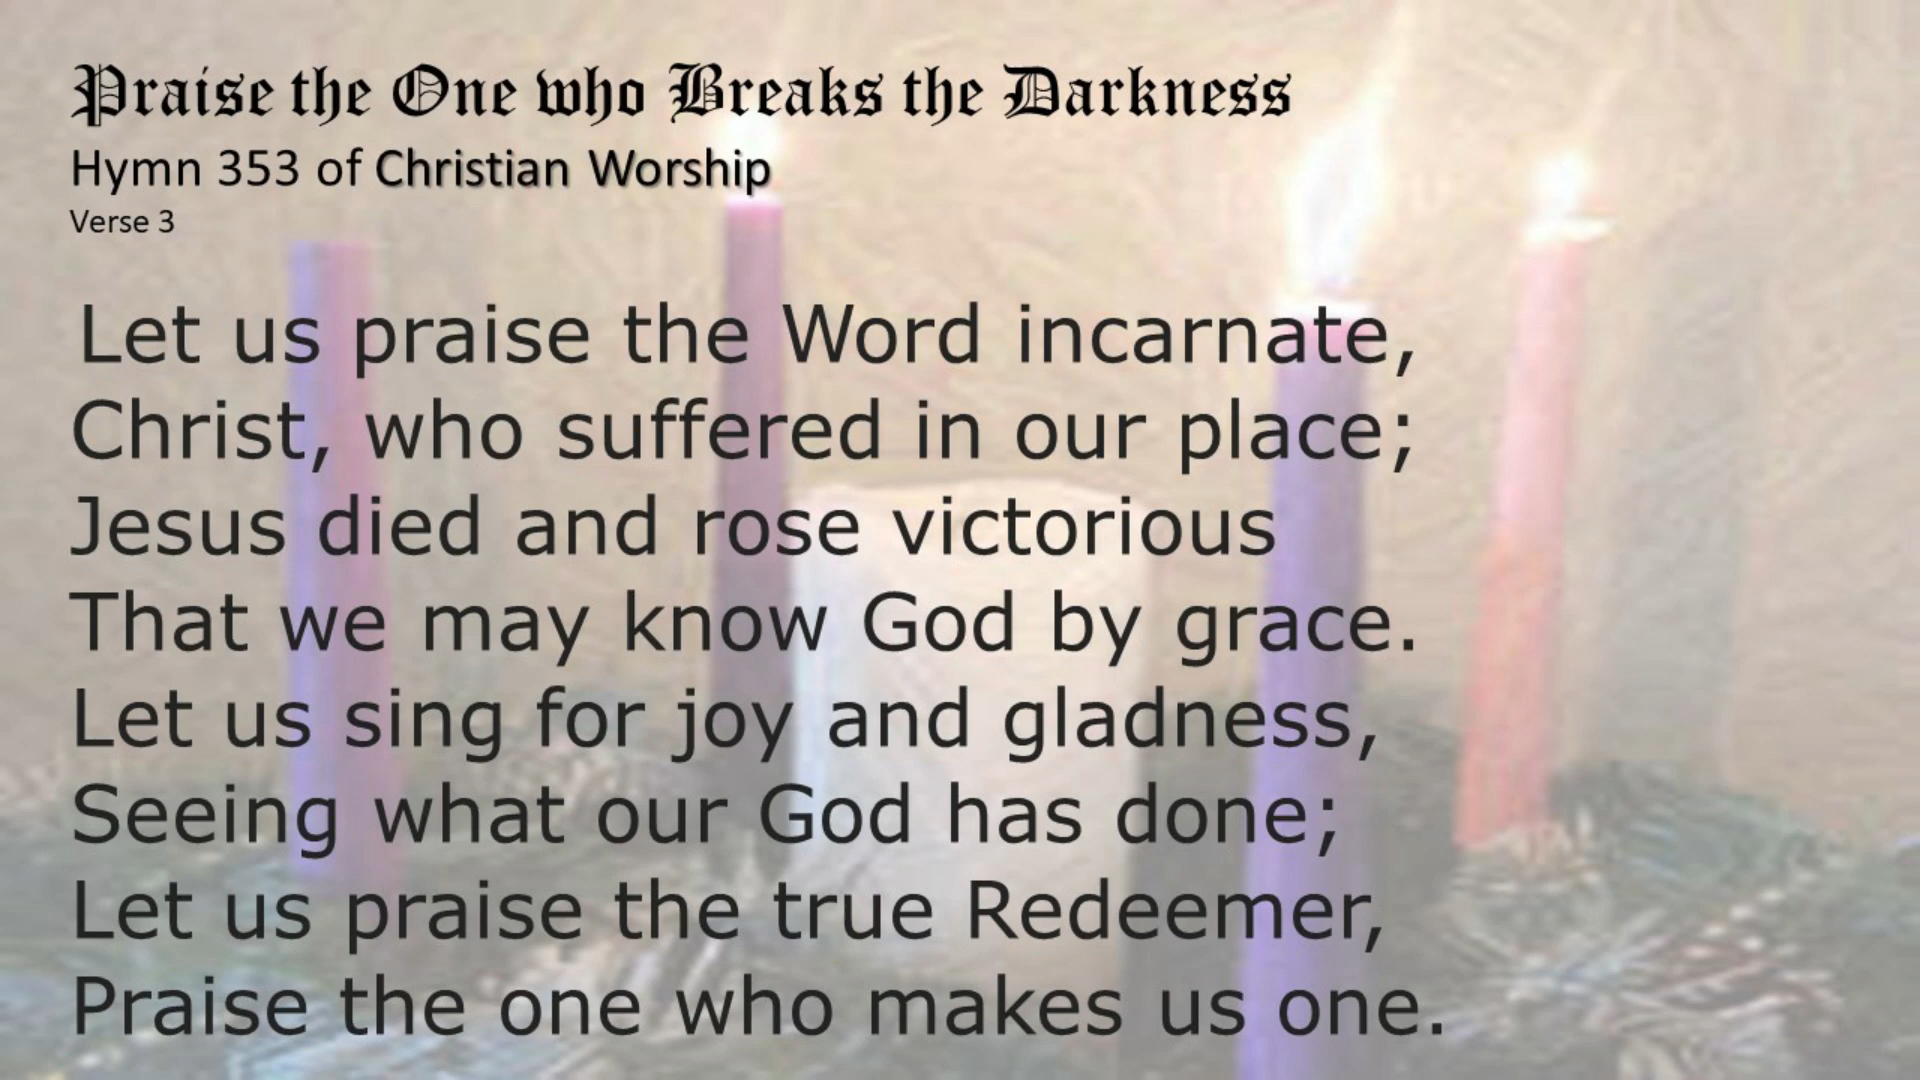 Praise the One who Breaks the Darkness
Hymn 353 of Christian Worship
Verse 3
Let us praise the Word incarnate,
Christ, who suffered in our place;
Jesus died and rose victorious
That we may know God by grace.
Let us sing for joy and gladness,
Seeing what our God has done;
Let us praise the true Redeemer,
Praise the one who makes us one.